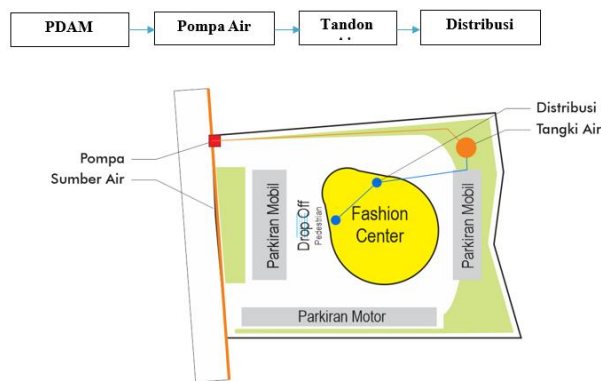 PDAM
Pompa Air
Tandon
Distribusi
Distribusi
Tangki Air
Pompa
Sumber Air
Parkiran Mobil
Drop Off
Pedestrian
Fashion
Center
Parkiran Mobil
Parkiran Motor